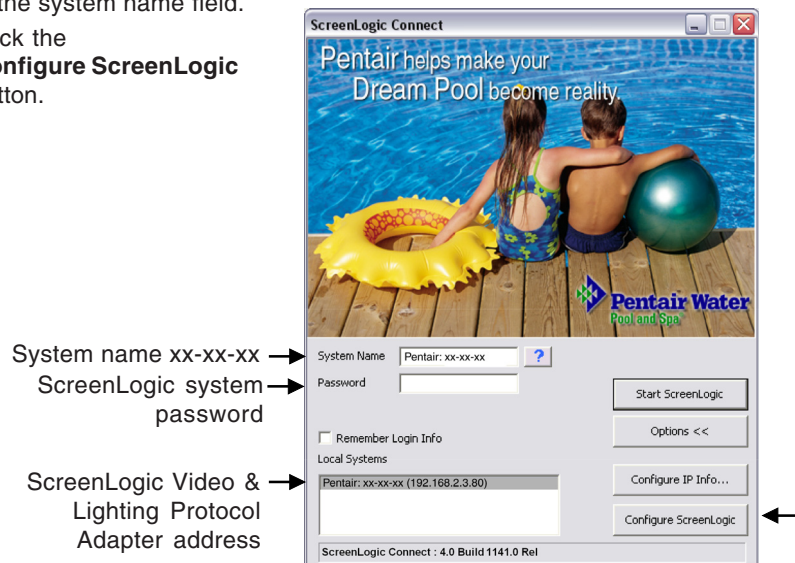 the system name field.
ck the
onfigure ScreenLogic
tton.
ScreenLogic Connect
Pentair helps make your
Dream Pool become reality.
Pentair Water
Pool and Spa
System name xx-xx-xx
System Name
Pentair: xx-xx-xx
?
ScreenLogic system
password
Password
Start ScreenLogic
Options <<
Remember Login Info
Local Systems
ScreenLogic Video &
Lighting Protocol
Adapter address
Pentair: xx-xx-xx (192.168.2.3.80)
Configure IP Info...
Configure ScreenLogic
ScreenLogic Connect : 4.0 Build 1141.0 Rel